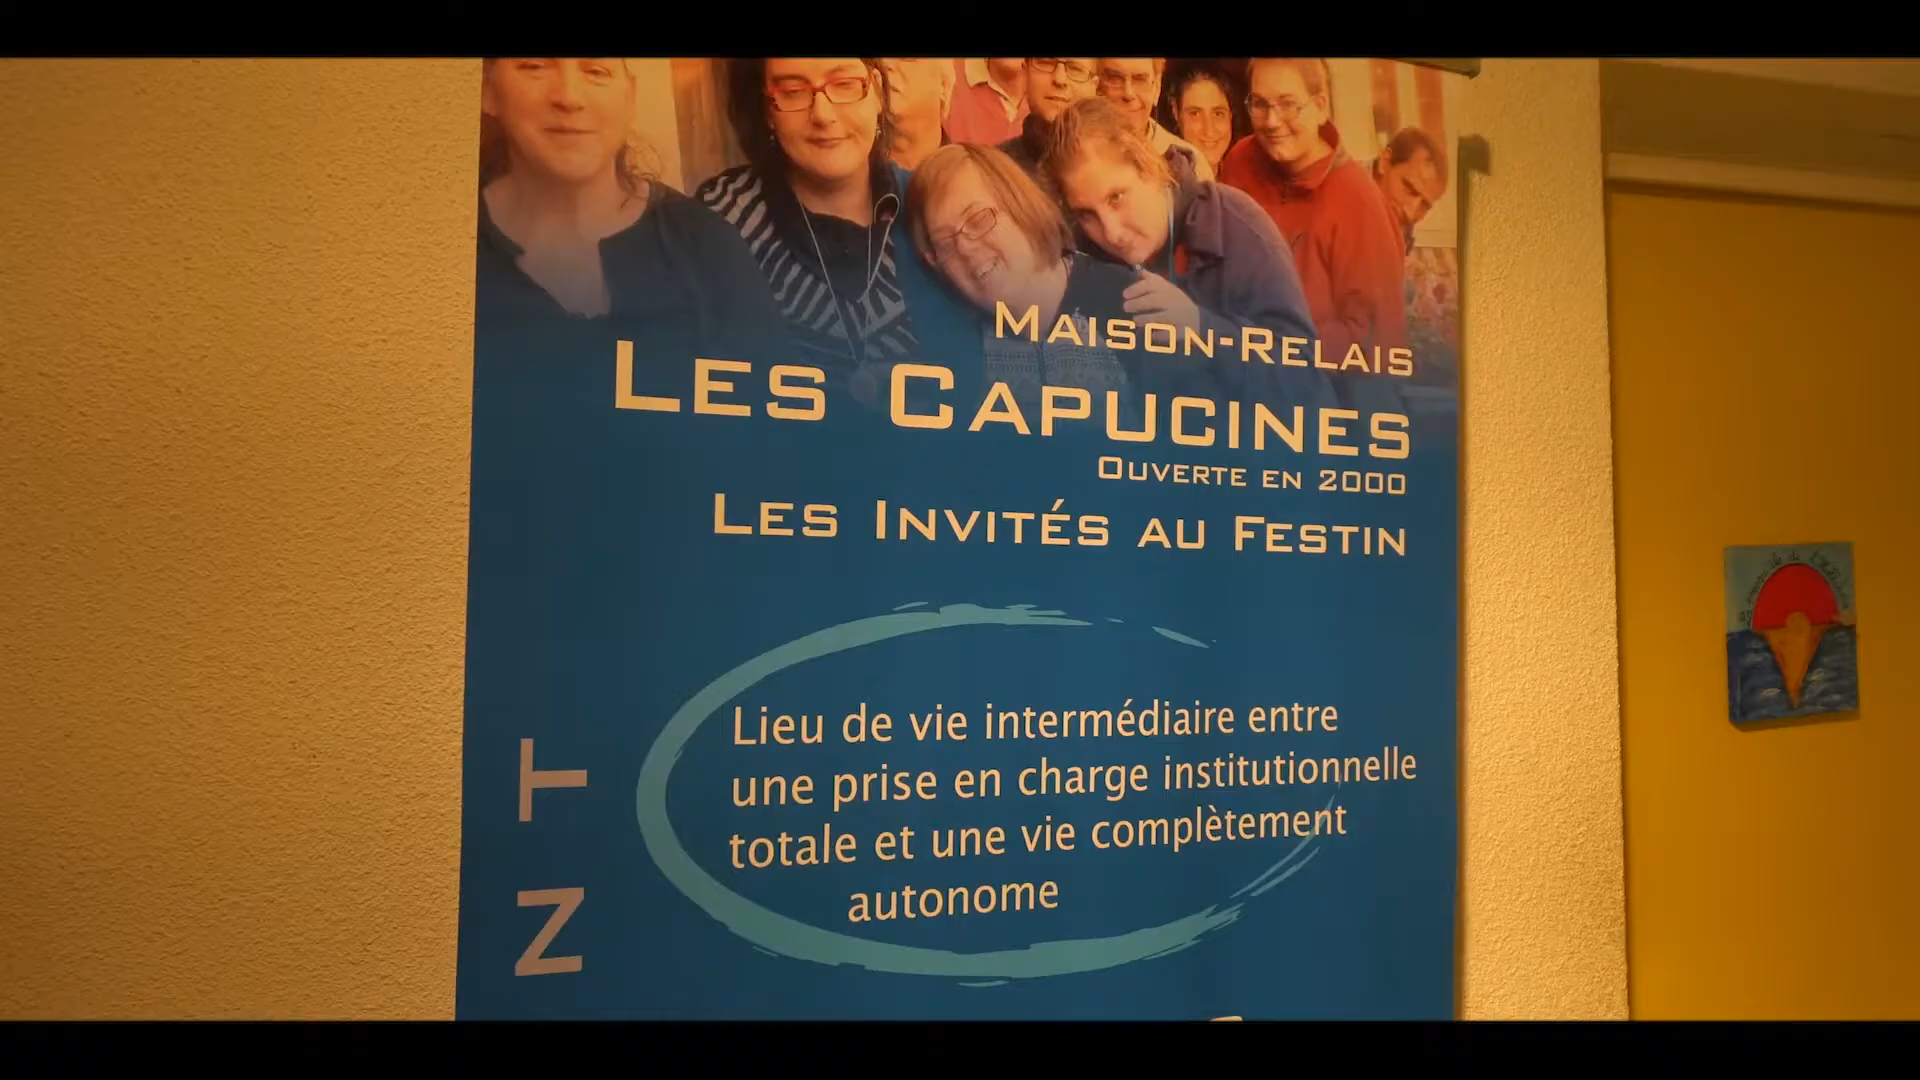 MAISON-RELAIS
LES CAPUCINES
OUVERTE EN 2000
LES INVITÉS AU FESTIN
Lieu de vie intermédiaire entre
une prise en charge institutionnelle
totale et une vie complètement
autonome
NT